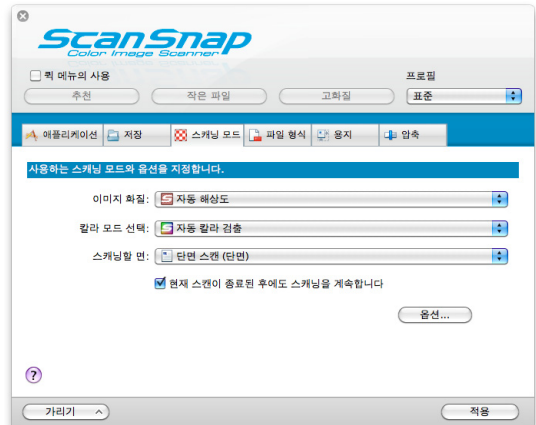 ScanSnap
Color Image Scanner
퀵 메뉴의 사용
프로필
추천
작은 파일
고화질
표준
애플리케이션
저장
스캐닝 모드
파일 형식
용지
압축
사용하는 스캐닝 모드와 옵션을 지정합니다.
이미지 화질:
자동 해상도
칼라 모드 선택:
자동 칼라 검출
스캐닝할 면:
단면 스캔 (단면)
현재 스캔이 종료된 후에도 스캐닝을 계속합니다
옵션...
?
가리기
적용